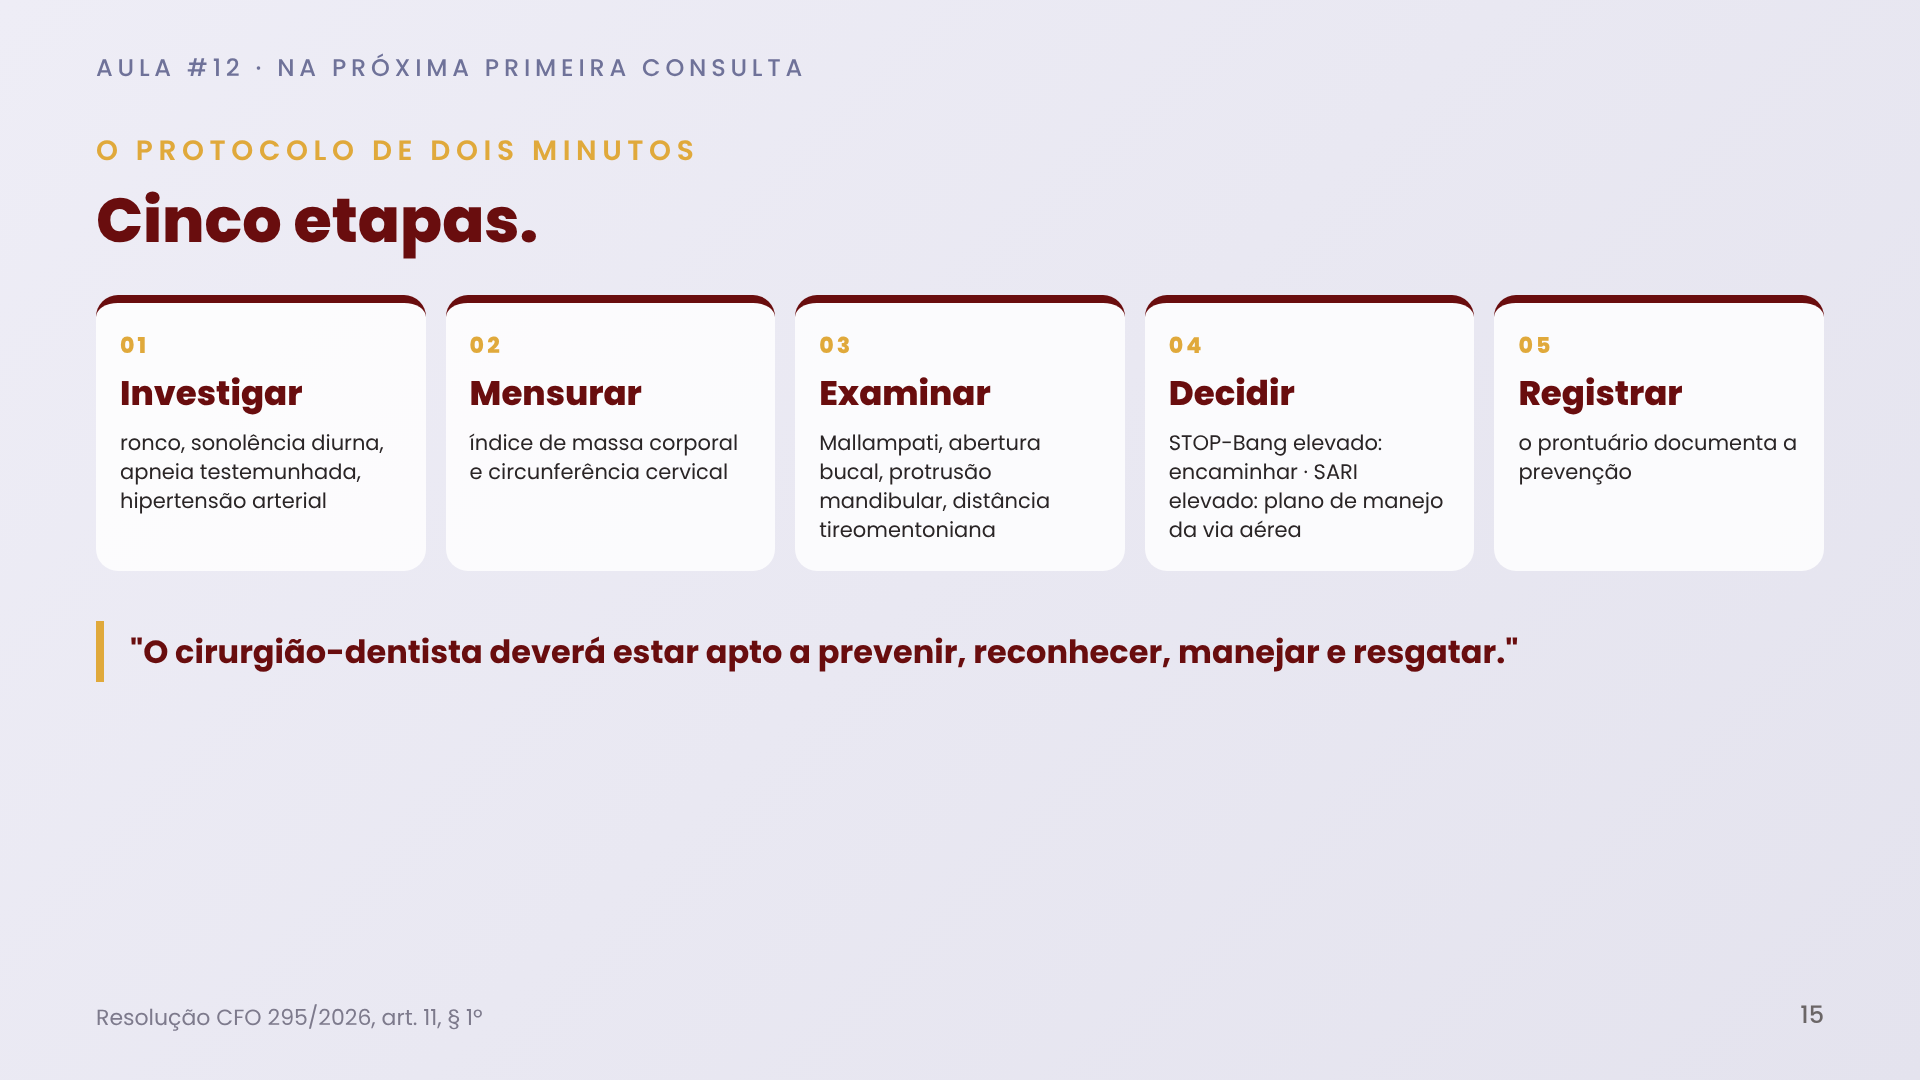 AULA #12 · NA PRÓXIMA PRIMEIRA CONSULTA
O PROTOCOLO DE DOIS MINUTOS
Cinco etapas.
01
Investigar
ronco, sonolência diurna,
apneia testemunhada,
hipertensão arterial
02
Mensurar
índice de massa corporal
e circunferência cervical
03
Examinar
Mallampati, abertura
bucal, protrusão
mandibular, distância
tireomentoniana
04
Decidir
STOP-Bang elevado:
encaminhar · SARI
elevado: plano de manejo
da via aérea
05
Registrar
o prontuário documenta a
prevenção
"O cirurgião-dentista deverá estar apto a prevenir, reconhecer, manejar e resgatar."
Resolução CFO 295/2026, art. 11, § 1º
15